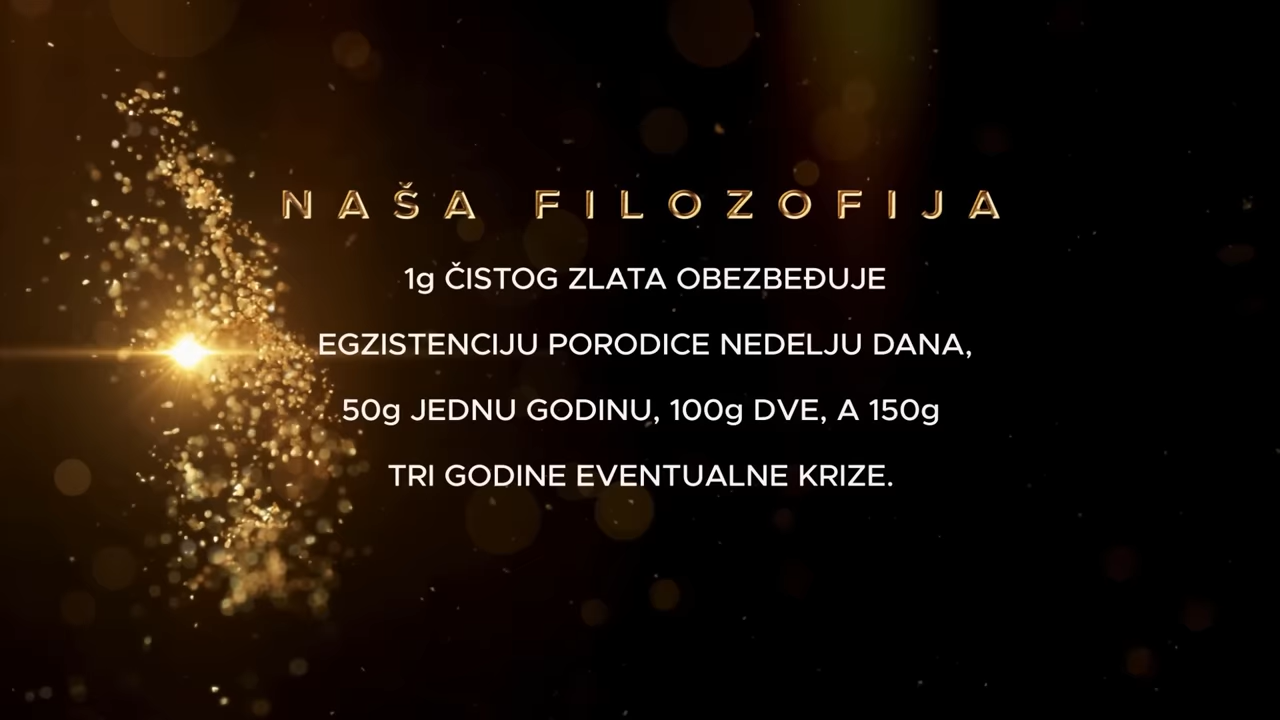 NAŠA FILOZOFIJA
1g ČISTOG ZLATA OBEZBEĐUJE
EGZISTENCIJU PORODICE NEDELJU DANA,
50g JEDNU GODINU, 100g DVE, A 150g
TRI GODINE EVENTUALNE KRIZE.